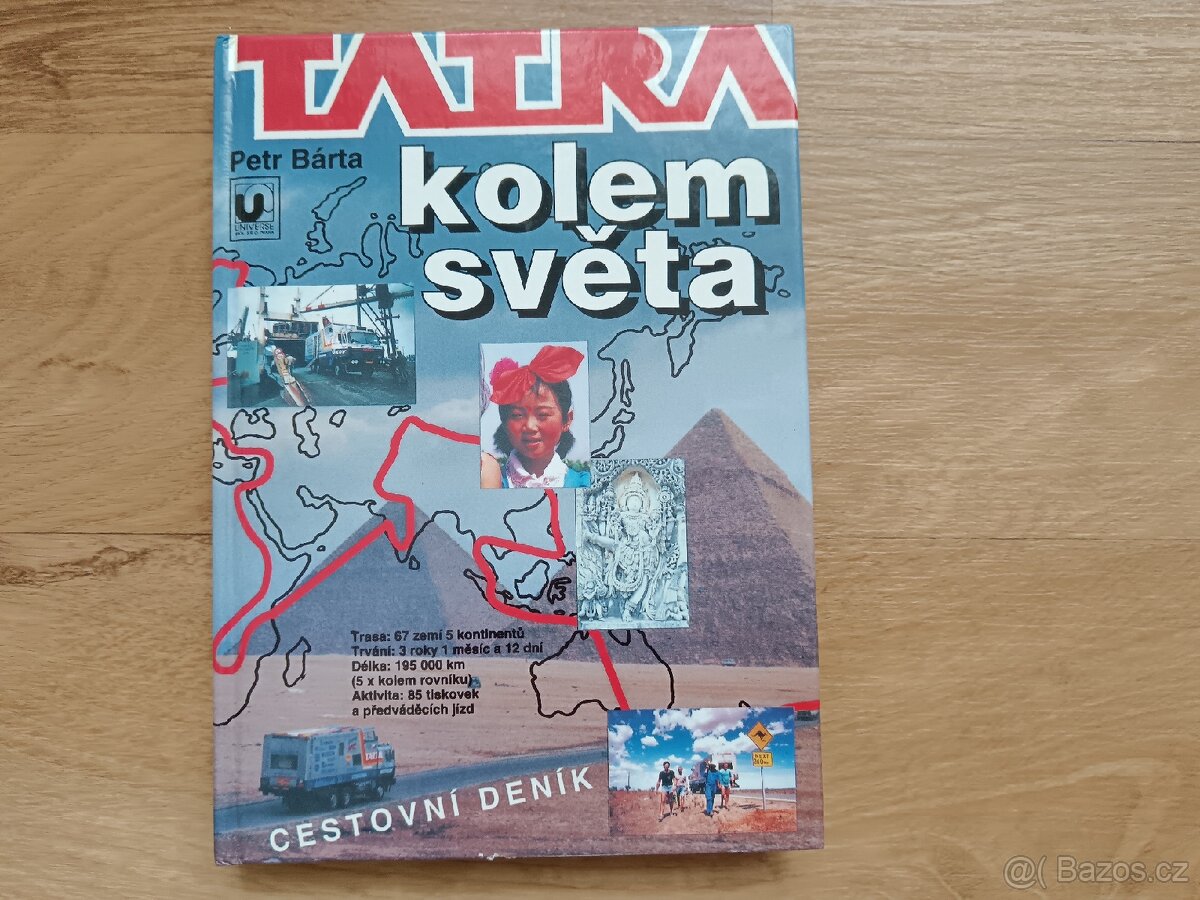 TATRA
Petr Bárta
kolem
světa
U
UNIVERSE
Trasa: 67 zemí 5 kontinentů
Trvání: 3 roky 1 měsíc a 12 dní
Délka: 195 000 km
(5 x kolem rovníku)
Aktivita: 85 tiskovek
a předváděcích jízd
NEXT
CESTOVNÍ DENÍK
@( Bazos.cz